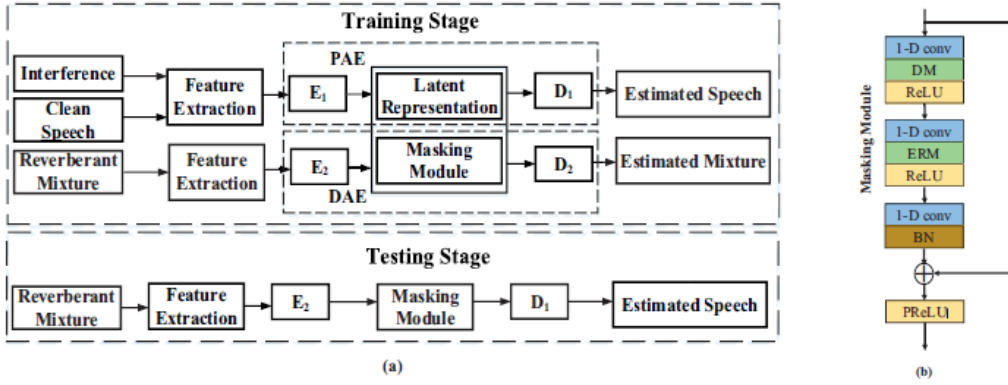 Training Stage
PAE
Interference
Clean
Speech
Feature
Extraction
E1
Latent
Representation
D1
Estimated Speech
Reverberant
Mixture
Feature
Extraction
E2
Masking
Module
D2
Estimated Mixture
DAE
Testing Stage
Reverberant
Mixture
Feature
Extraction
E2
Masking
Module
D1
Estimated Speech
(a)
Masking Module
1-D conv
DM
ReLU
1-D conv
ERM
ReLU
1-D conv
BN
PReLU
(b)